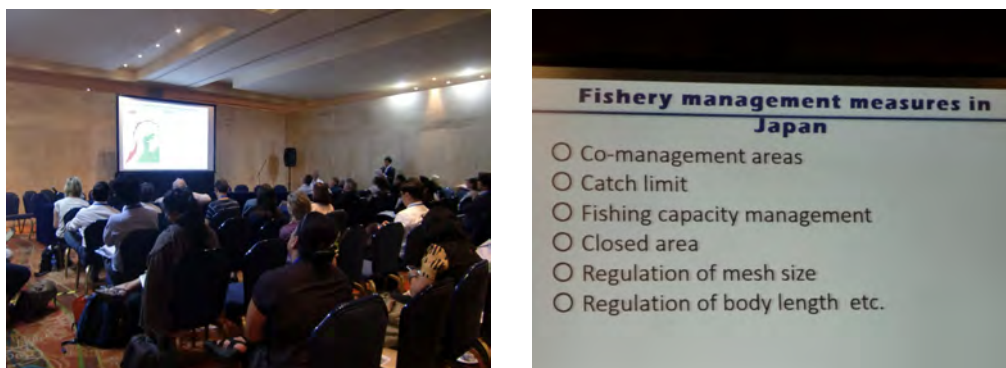 Fishery management measures in
Japan
O Co-management areas
O Catch limit
O Fishing capacity management
O Closed area
O Regulation of mesh size
O Regulation of body length etc.